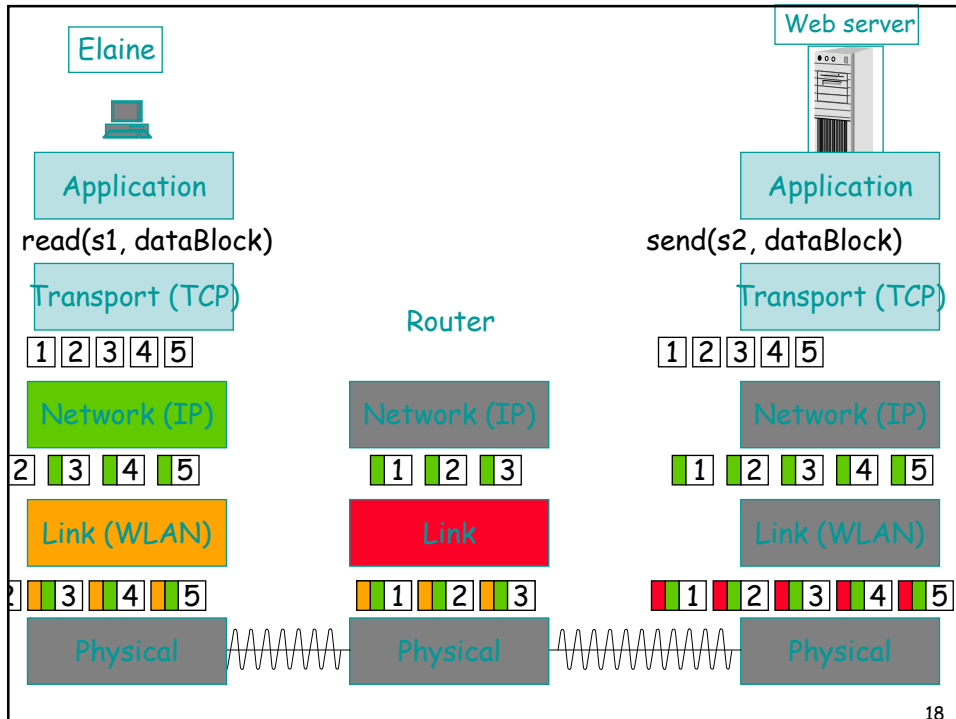 Elaine
Web server
Application
Application
read(s1, dataBlock)
send(s2, dataBlock)
Transport (TCP)
Router
Transport (TCP)
1 2 3 4 5
1 2 3 4 5
Network (IP)
Network (IP)
Network (IP)
2 3 4 5
1 2 3
1 2 3 4 5
Link (WLAN)
Link
Link (WLAN)
2 3 4 5
1 2 3
1 2 3 4 5
Physical
Physical
Physical
18